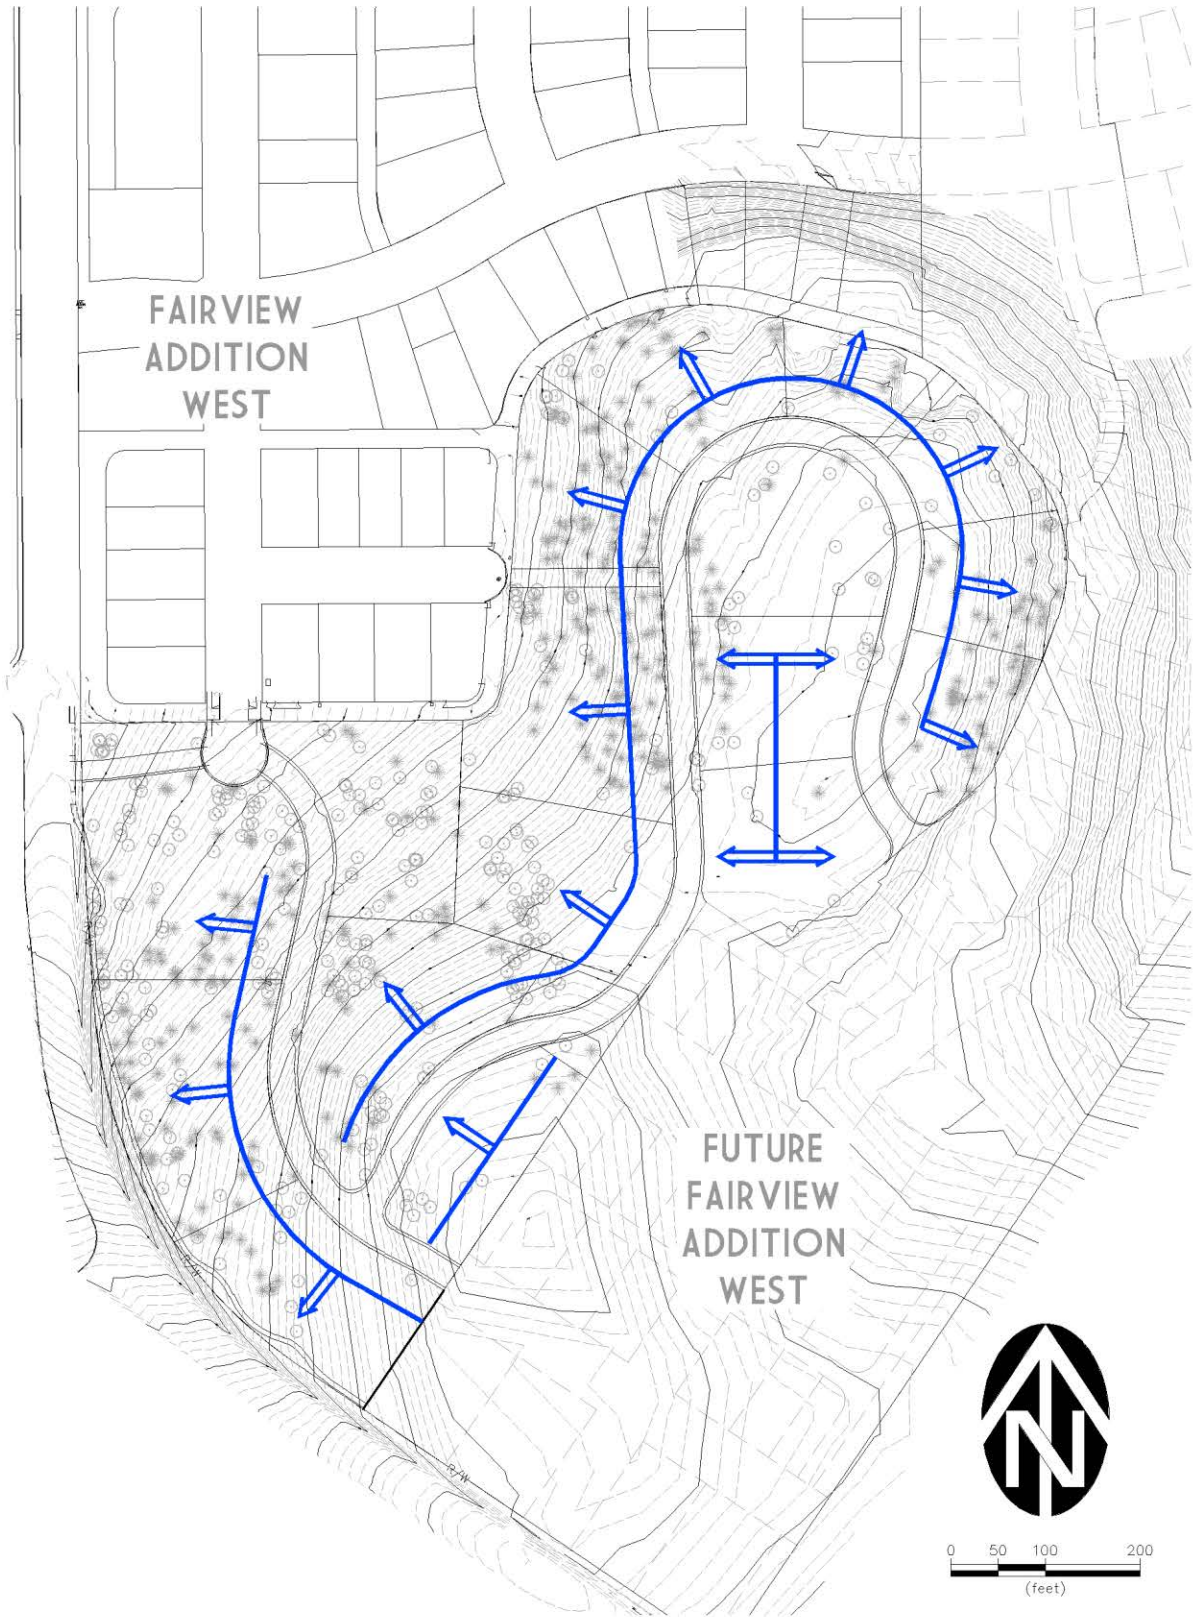 FAIRVIEW
ADDITION
WEST
R/W
FUTURE
FAIRVIEW
ADDITION
WEST
R/W
N
0 50 100 200
(feet)